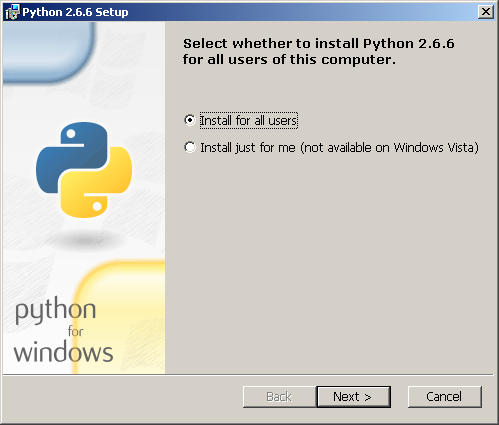 Python 2.6.6 Setup
Select whether to install Python 2.6.6
for all users of this computer.
Install for all users
Install just for me (not available on Windows Vista)
python
for
windows
Back
Next >
Cancel